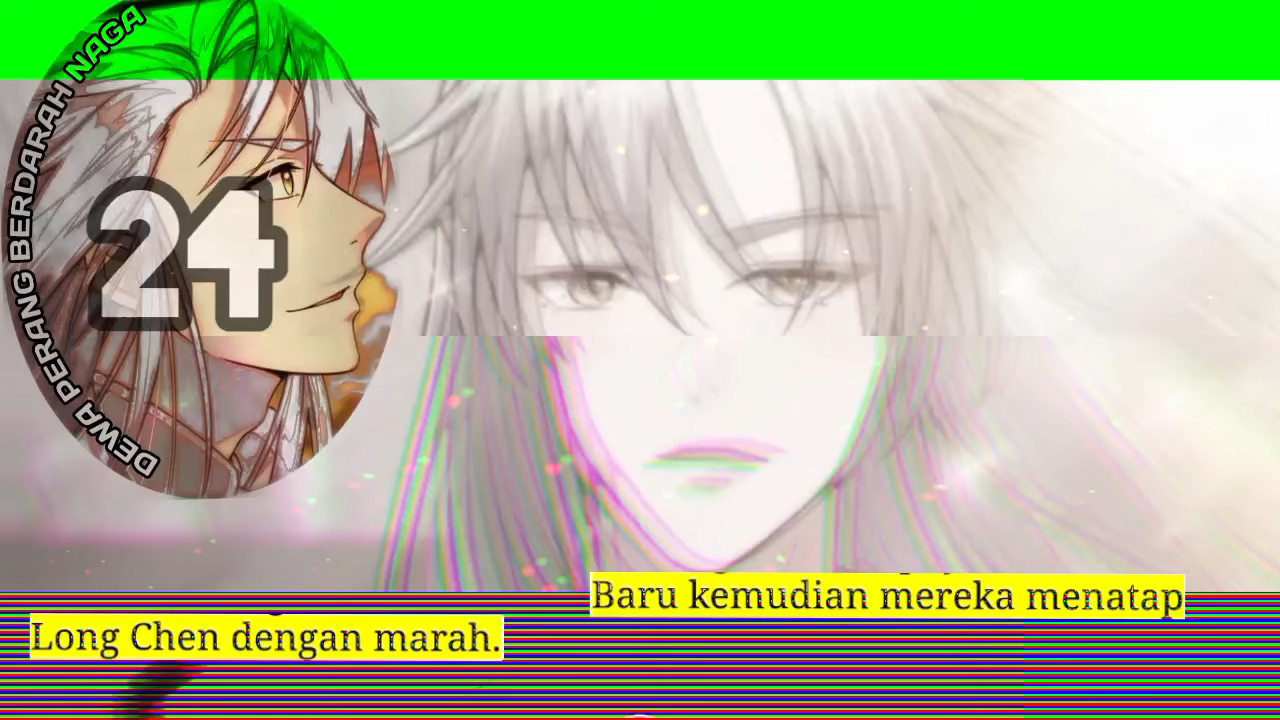 DEWA PERANG BERDARAH NAGA
24
Baru kemudian mereka menatap
Long Chen dengan marah.